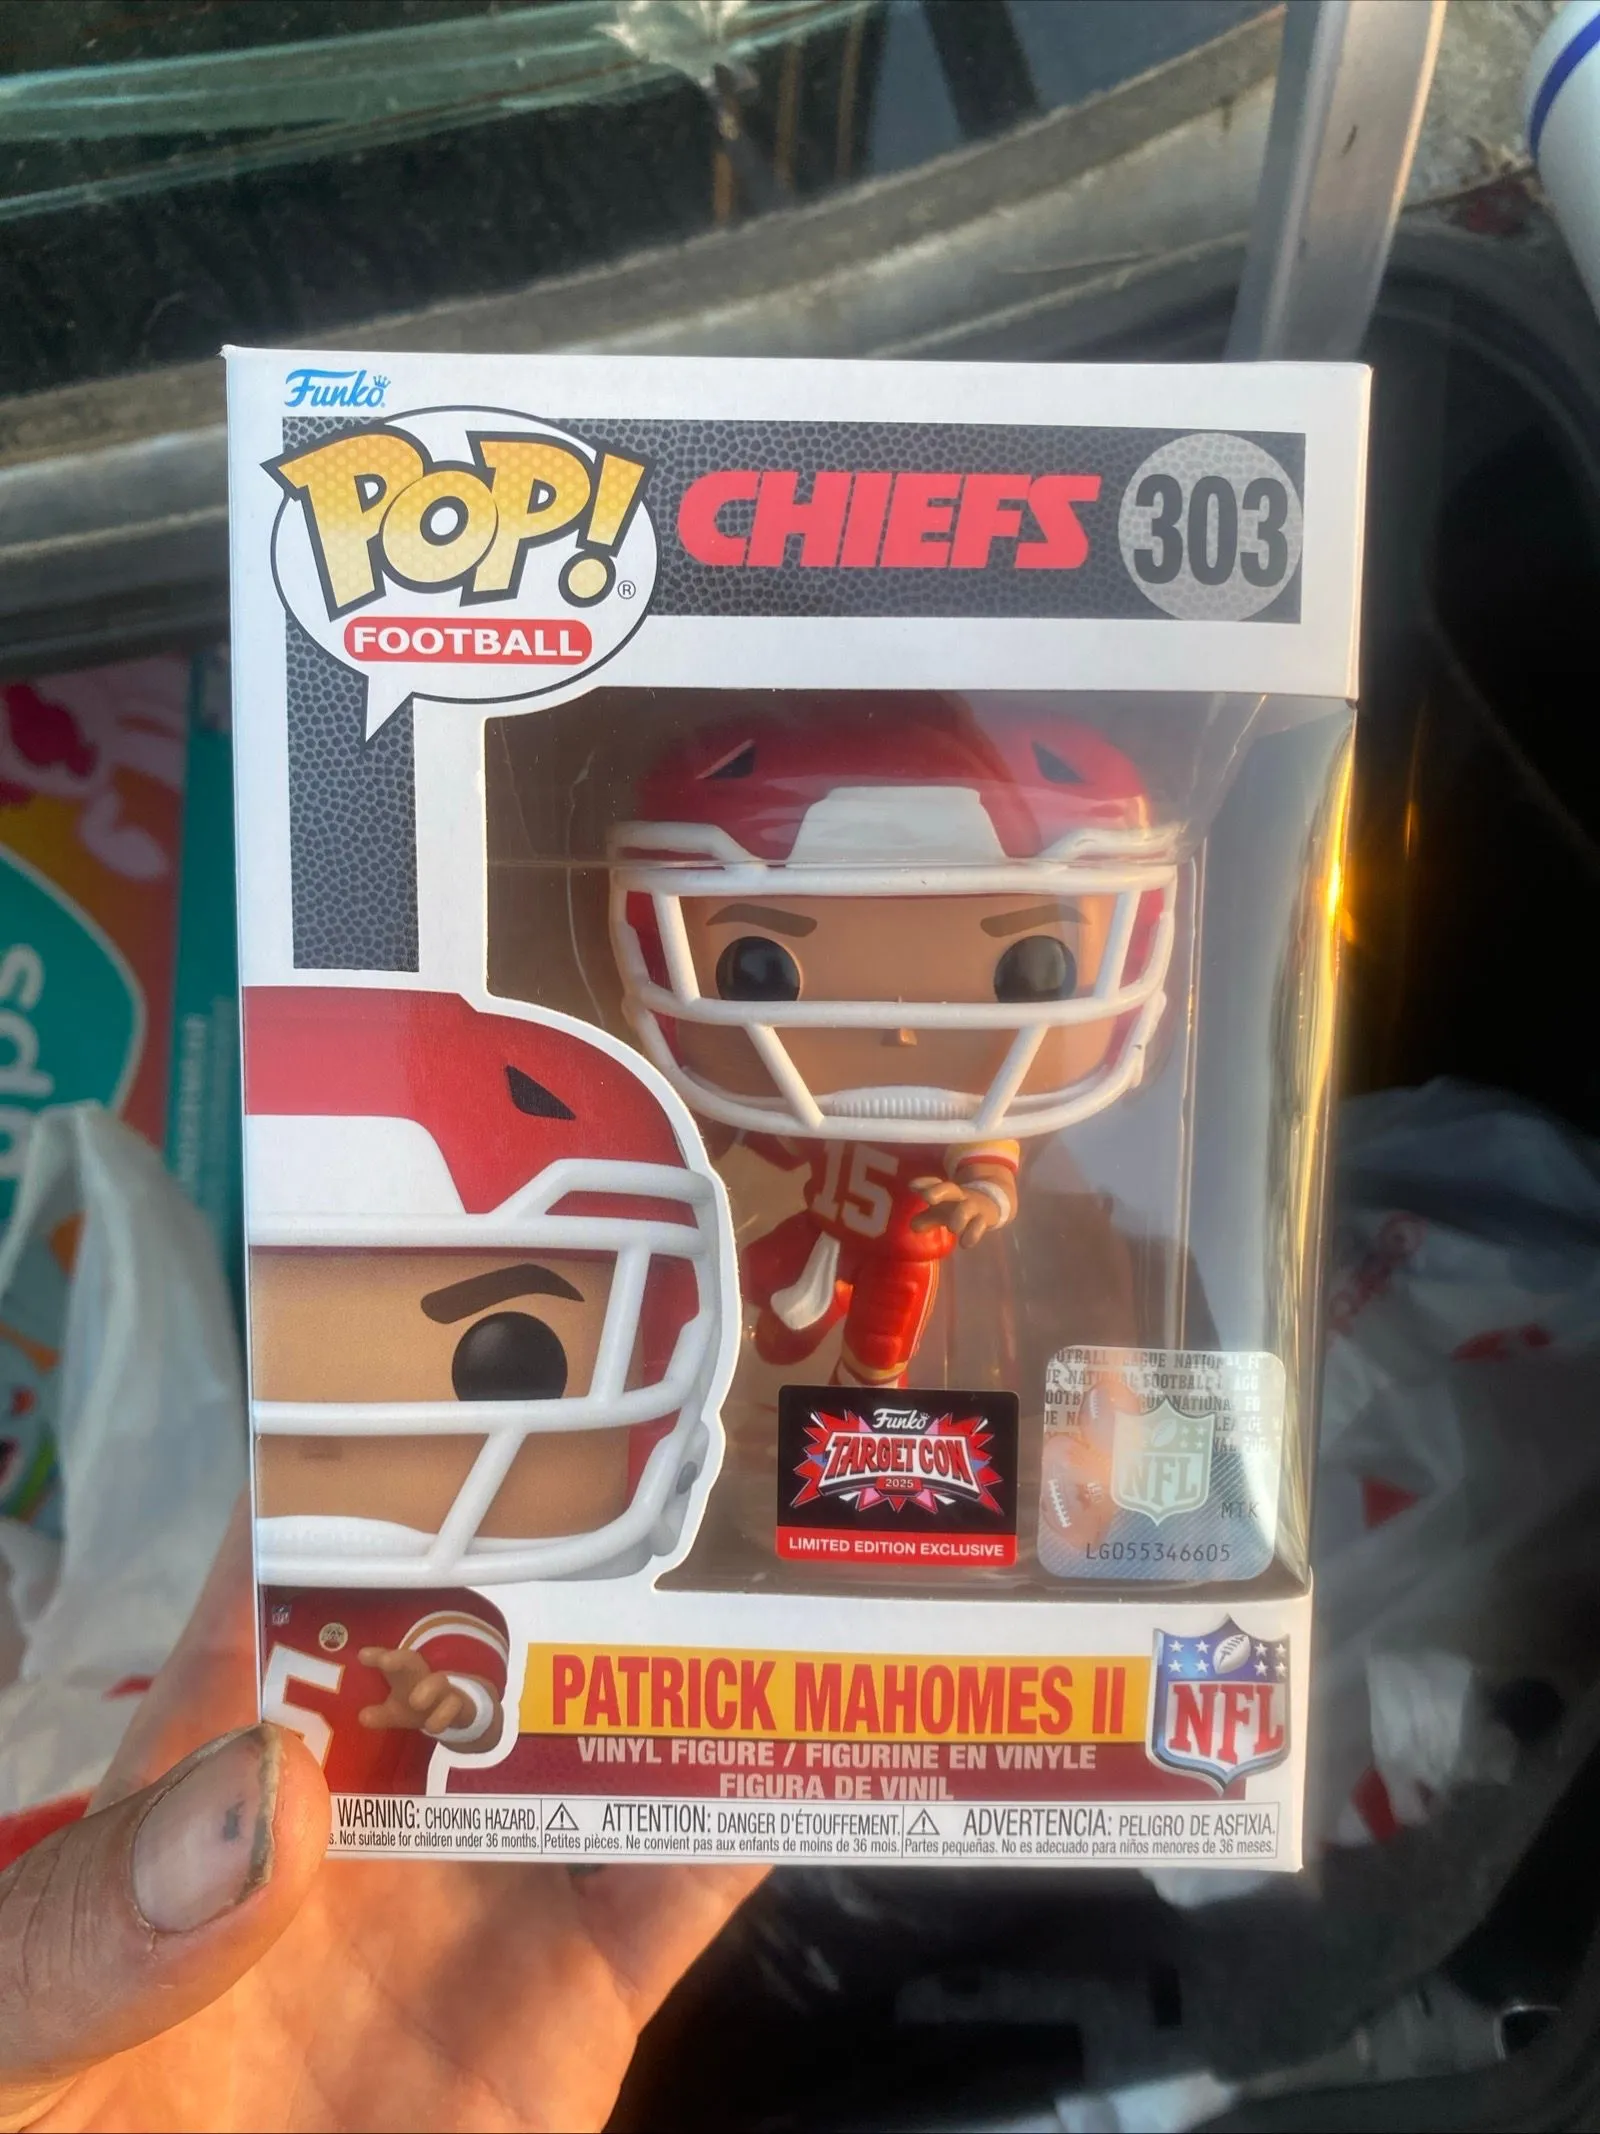 Funko
POP!®
FOOTBALL
CHIEFS
303
15
Funko
TARGET CON
2025
LIMITED EDITION EXCLUSIVE
NFL
MTK
LG055346605
5
PATRICK MAHOMES II
VINYL FIGURE / FIGURINE EN VINYLE
FIGURA DE VINIL
NFL
WARNING: CHOKING HAZARD.
s. Not suitable for children under 36 months.
ATTENTION: DANGER D'ÉTOUFFEMENT.
Petites pièces. Ne convient pas aux enfants de moins de 36 mois.
ADVERTENCIA: PELIGRO DE ASFIXIA.
Partes pequeñas. No es adecuado para niños menores de 36 meses.